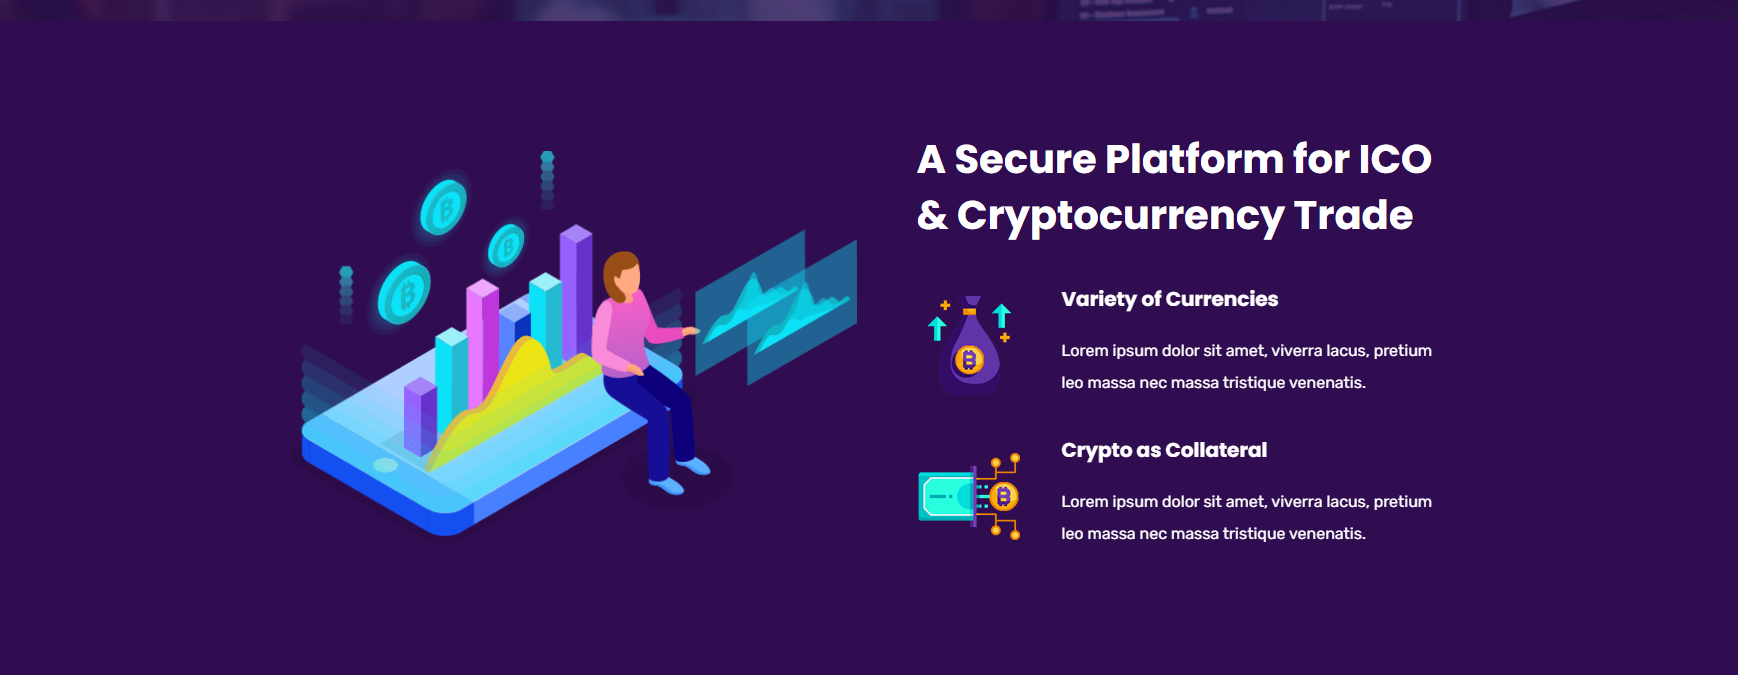 A Secure Platform for ICO
& Cryptocurrency Trade
Variety of Currencies
Lorem ipsum dolor sit amet, viverra lacus, pretium
leo massa nec massa tristique venenatis.
Crypto as Collateral
Lorem ipsum dolor sit amet, viverra lacus, pretium
leo massa nec massa tristique venenatis.